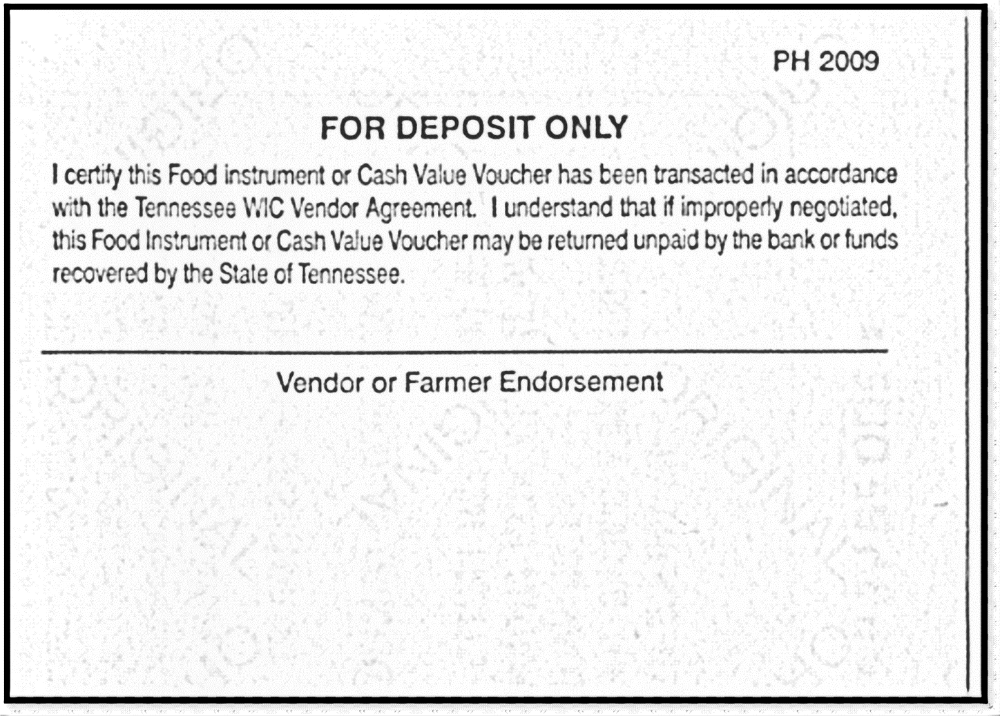 PH 2009
FOR DEPOSIT ONLY
I certify this Food instrument or Cash Value Voucher has been transacted in accordance
with the Tennessee WIC Vendor Agreement. I understand that if improperly negotiated,
this Food Instrument or Cash Value Voucher may be returned unpaid by the bank or funds
recovered by the State of Tennessee.
Vendor or Farmer Endorsement